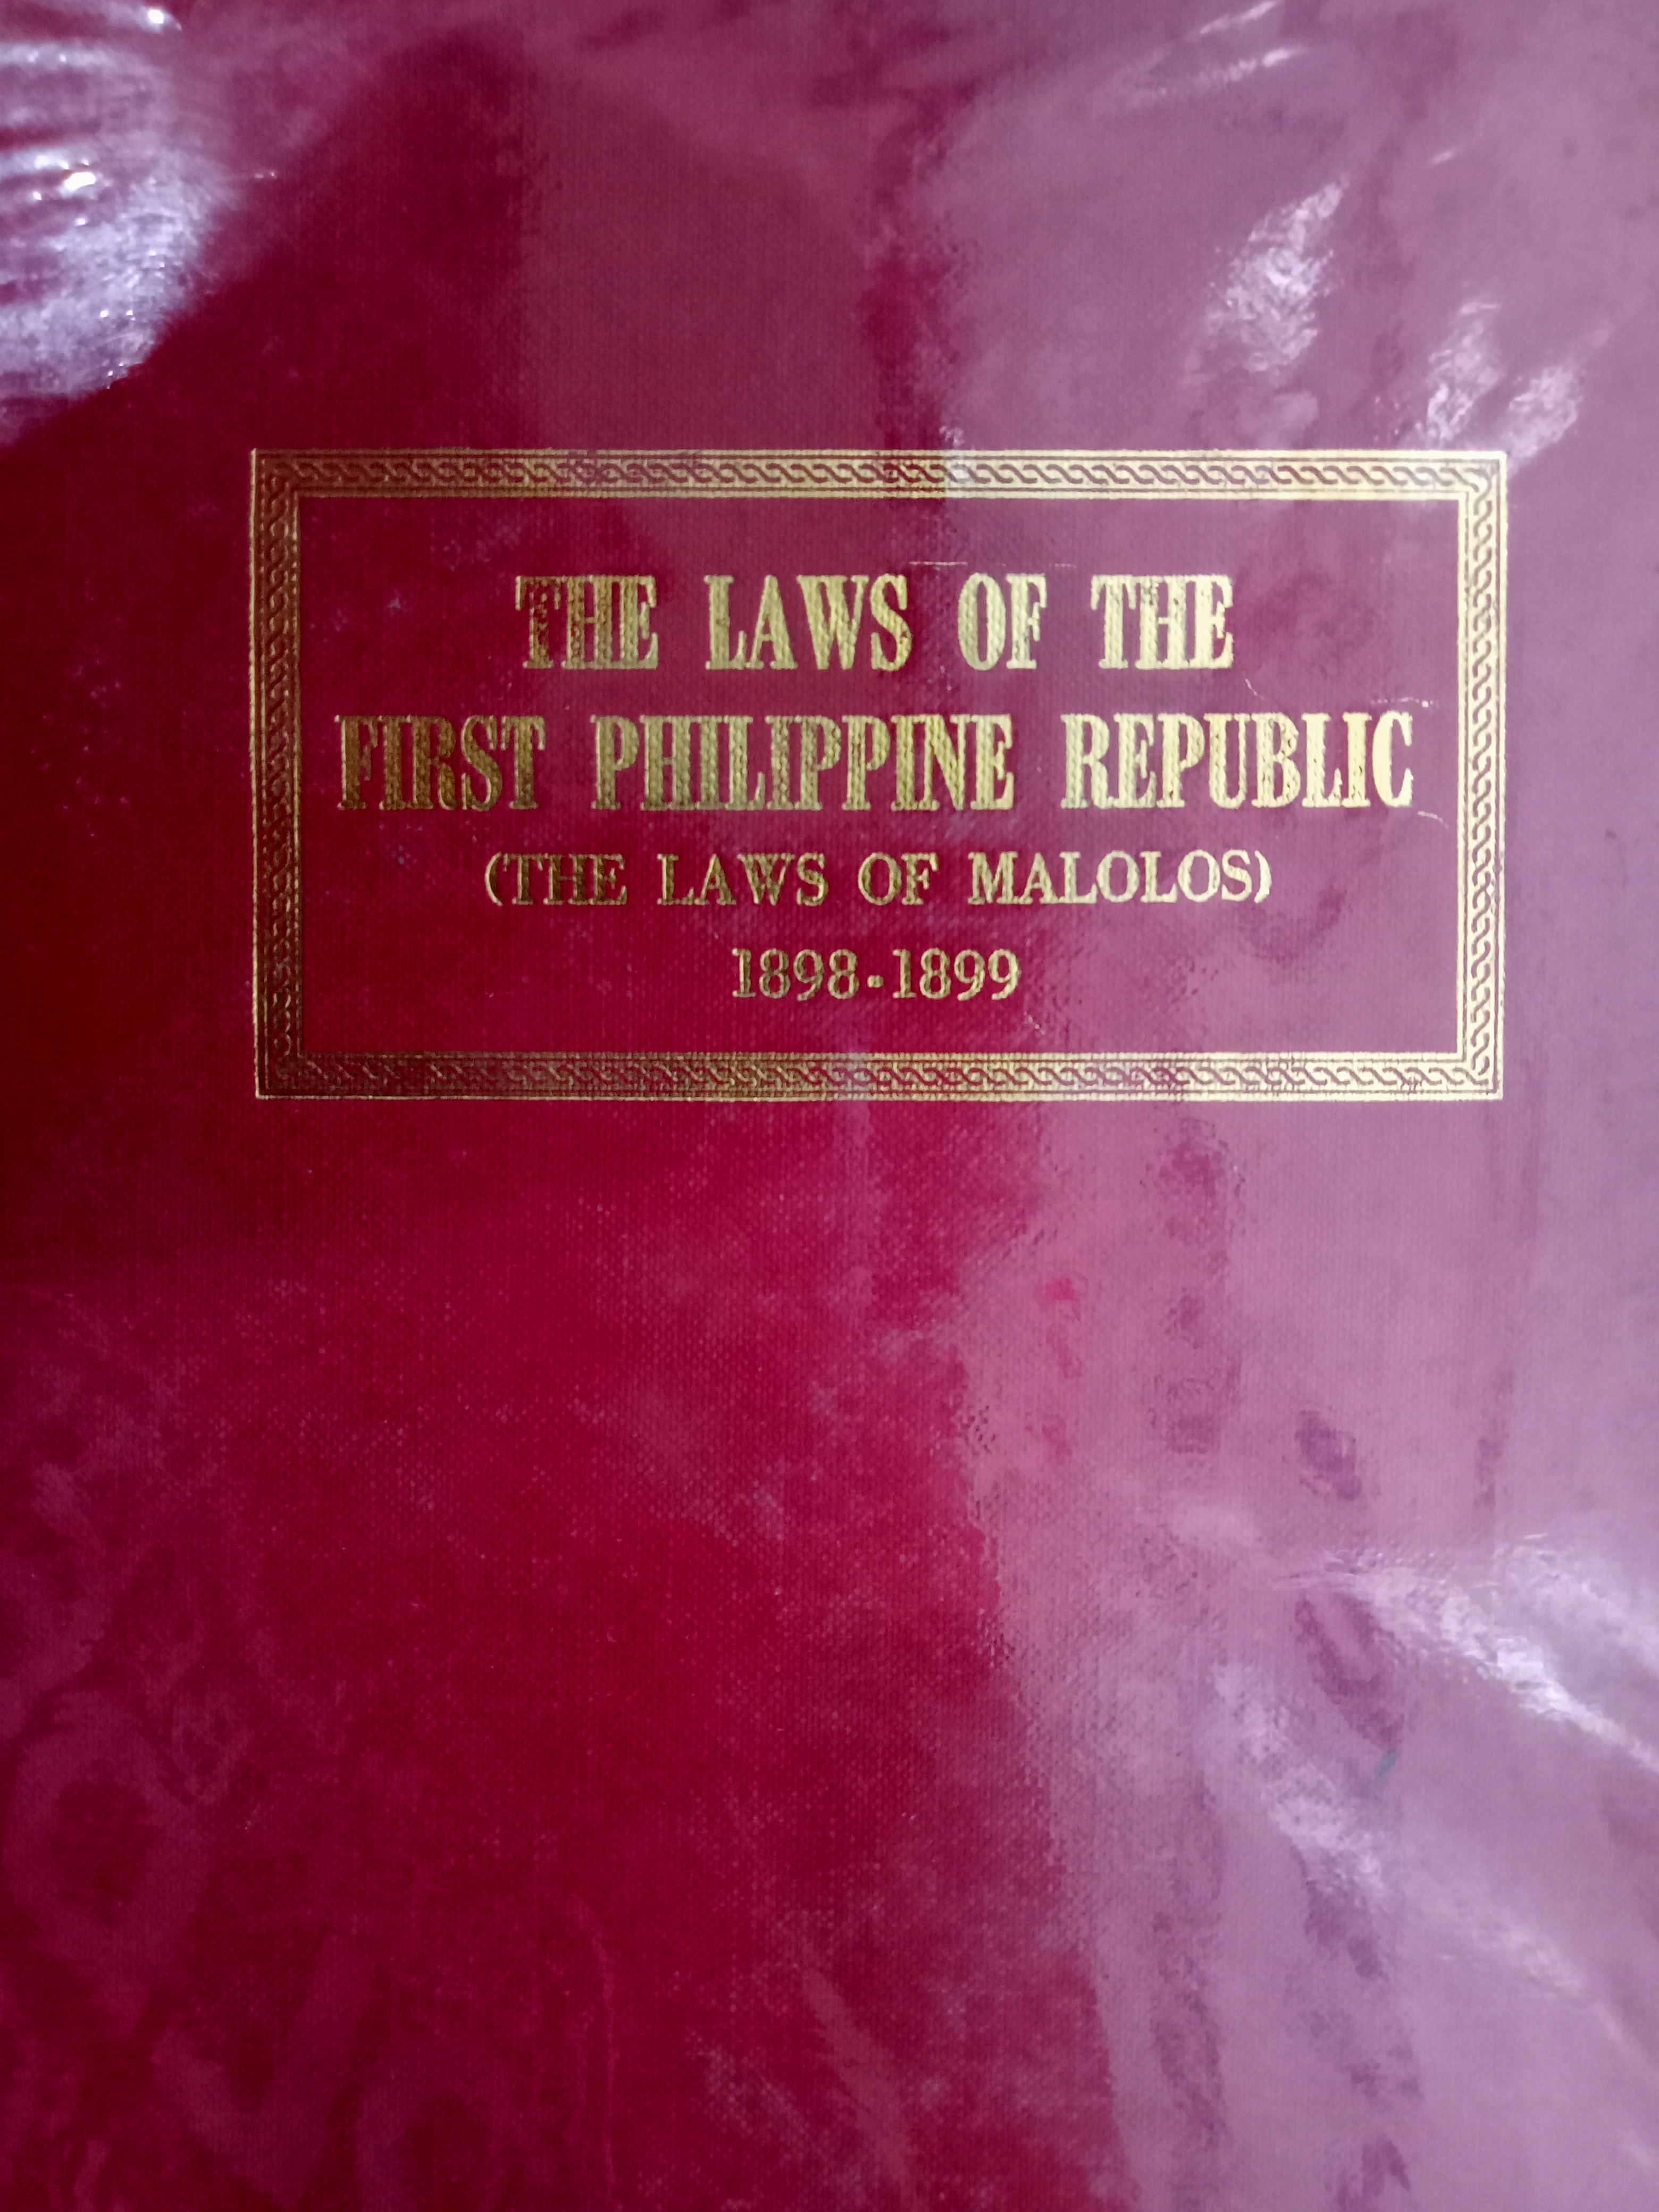 THE LAWS OF THE
FIRST PHILIPPINE REPUBLIC
(THE LAWS OF MALOLOS)
1898-1899